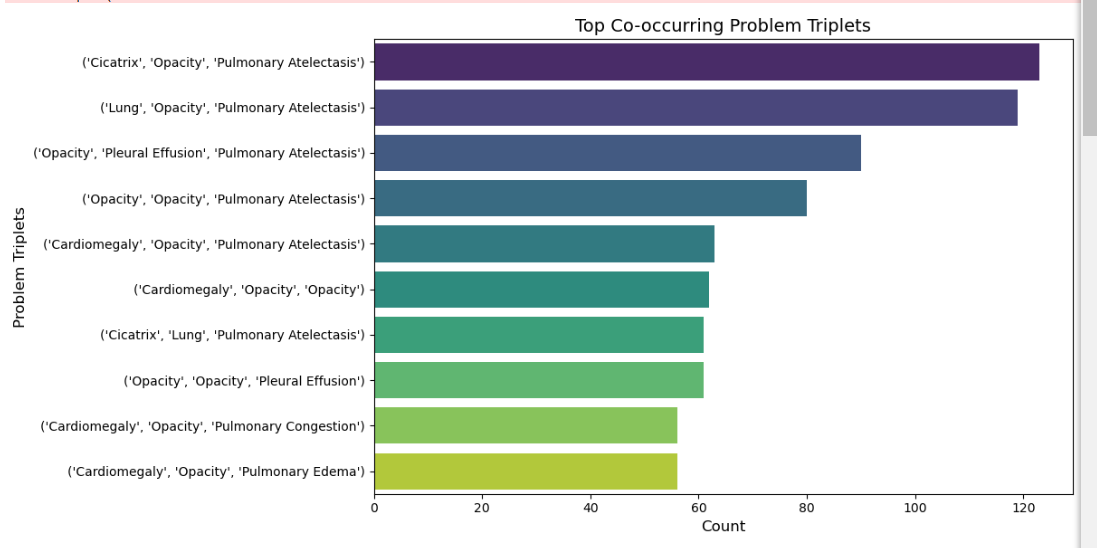 Top Co-occurring Problem Triplets
('Cicatrix', 'Opacity', 'Pulmonary Atelectasis')
('Lung', 'Opacity', 'Pulmonary Atelectasis')
('Opacity', 'Pleural Effusion', 'Pulmonary Atelectasis')
('Opacity', 'Opacity', 'Pulmonary Atelectasis')
('Cardiomegaly', 'Opacity', 'Pulmonary Atelectasis')
('Cardiomegaly', 'Opacity', 'Opacity')
('Cicatrix', 'Lung', 'Pulmonary Atelectasis')
('Opacity', 'Opacity', 'Pleural Effusion')
('Cardiomegaly', 'Opacity', 'Pulmonary Congestion')
('Cardiomegaly', 'Opacity', 'Pulmonary Edema')
Problem Triplets
0 20 40 60 80 100 120
Count